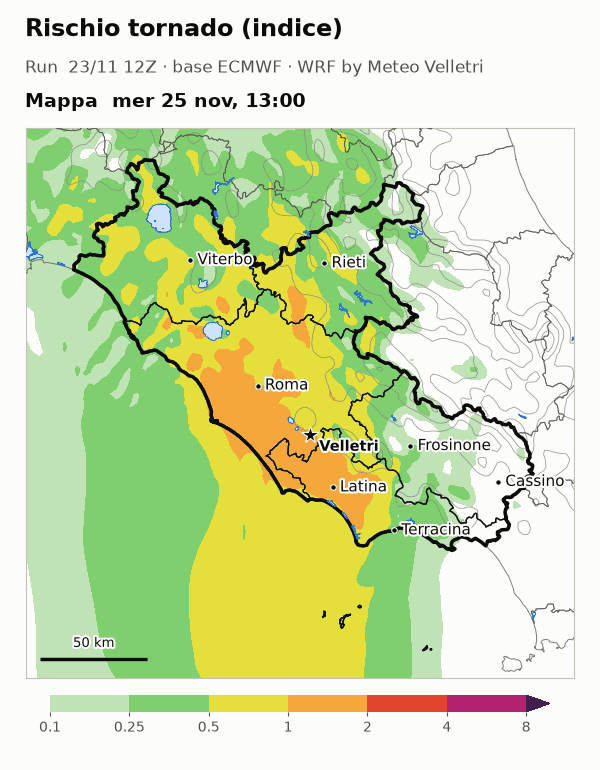 Rischio tornado (indice)
Run  23/11 12Z · base ECMWF · WRF by Meteo Velletri
Mappa  mer 25 nov, 13:00
Viterbo
Rieti
Roma
Velletri
Frosinone
Latina
Cassino
Terracina
50 km
0.1 0.25 0.5 1 2 4 8